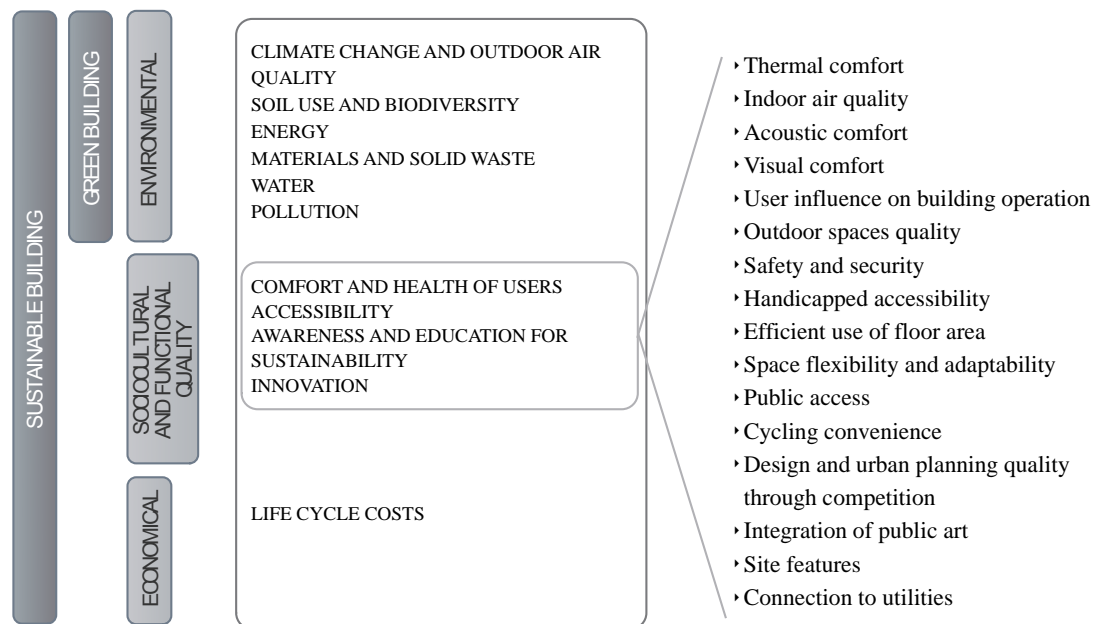 SUSTAINABLE BUILDING
GREEN BUILDING
ENVIRONMENTAL
SOCIOCULTURAL
AND FUNCTIONAL
QUALITY
ECONOMICAL
CLIMATE CHANGE AND OUTDOOR AIR
QUALITY
SOIL USE AND BIODIVERSITY
ENERGY
MATERIALS AND SOLID WASTE
WATER
POLLUTION
COMFORT AND HEALTH OF USERS
ACCESSIBILITY
AWARENESS AND EDUCATION FOR
SUSTAINABILITY
INNOVATION
LIFE CYCLE COSTS
‣ Thermal comfort
‣ Indoor air quality
‣ Acoustic comfort
‣ Visual comfort
‣ User influence on building operation
‣ Outdoor spaces quality
‣ Safety and security
‣ Handicapped accessibility
‣ Efficient use of floor area
‣ Space flexibility and adaptability
‣ Public access
‣ Cycling convenience
‣ Design and urban planning quality
through competition
‣ Integration of public art
‣ Site features
‣ Connection to utilities